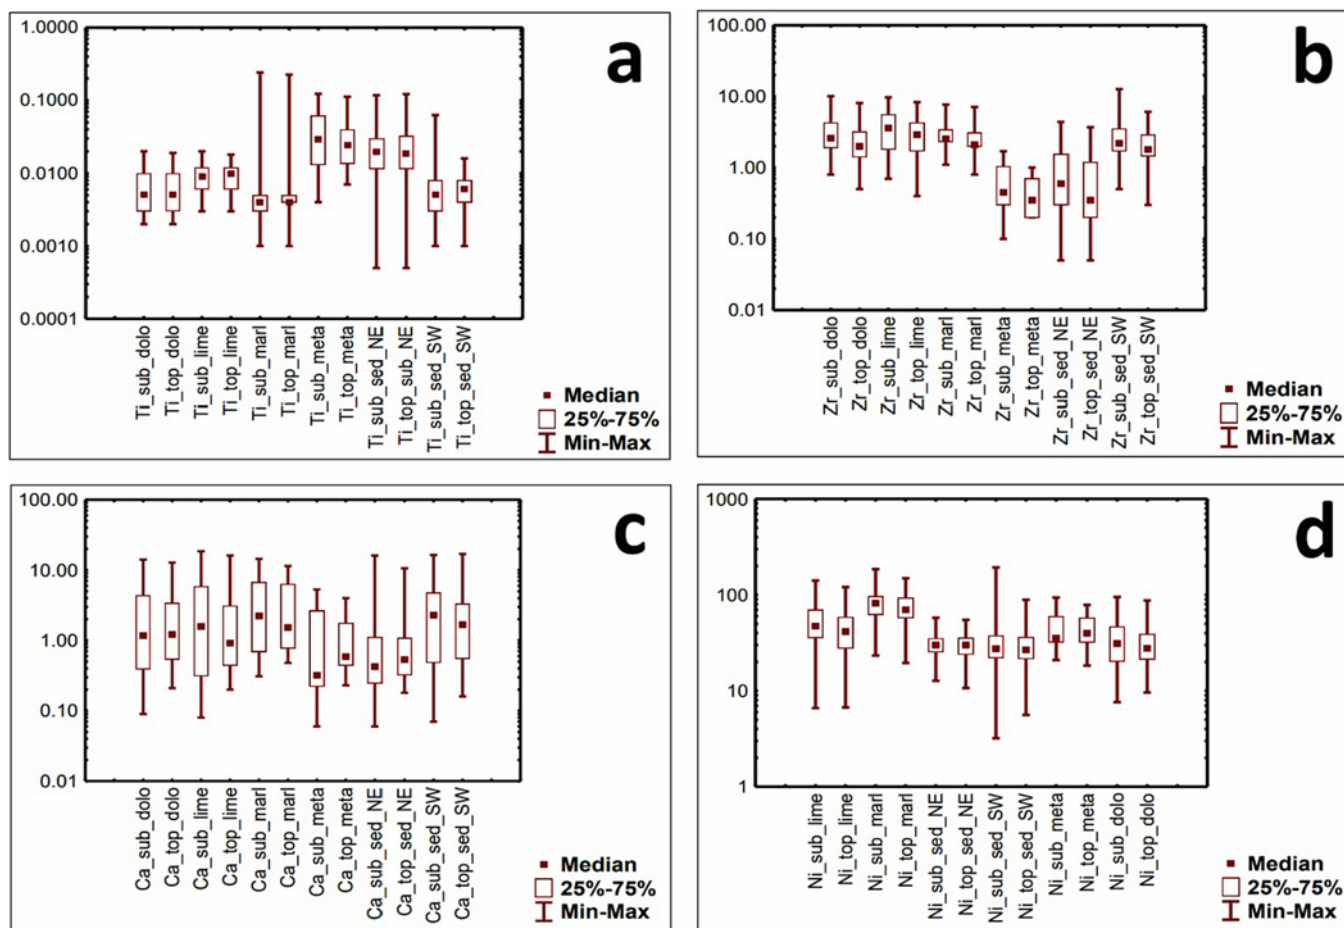 a
1.0000
0.1000
0.0100
0.0010
0.0001
Ti_sub_dolo
Ti_top_dolo
Ti_sub_lime
Ti_top_lime
Ti_sub_marl
Ti_top_marl
Ti_sub_meta
Ti_top_meta
Ti_sub_sed_NE
Ti_top_sub_NE
Ti_sub_sed_SW
Ti_top_sed_SW
Median
25%-75%
Min-Max
b
100.00
10.00
1.00
0.10
0.01
Zr_sub_dolo
Zr_top_dolo
Zr_sub_lime
Zr_top_lime
Zr_sub_marl
Zr_top_marl
Zr_sub_meta
Zr_top_meta
Zr_sub_sed_NE
Zr_top_sed_NE
Zr_sub_sed_SW
Zr_top_sed_SW
Median
25%-75%
Min-Max
c
100.00
10.00
1.00
0.10
0.01
Ca_sub_dolo
Ca_top_dolo
Ca_sub_lime
Ca_top_lime
Ca_sub_marl
Ca_top_marl
Ca_sub_meta
Ca_top_meta
Ca_sub_sed_NE
Ca_top_sed_NE
Ca_sub_sed_SW
Ca_top_sed_SW
Median
25%-75%
Min-Max
d
1000
100
10
1
Ni_sub_lime
Ni_top_lime
Ni_sub_marl
Ni_top_marl
Ni_sub_sed_NE
Ni_top_sed_NE
Ni_sub_sed_SW
Ni_top_sed_SW
Ni_sub_meta
Ni_top_meta
Ni_sub_dolo
Ni_top_dolo
Median
25%-75%
Min-Max